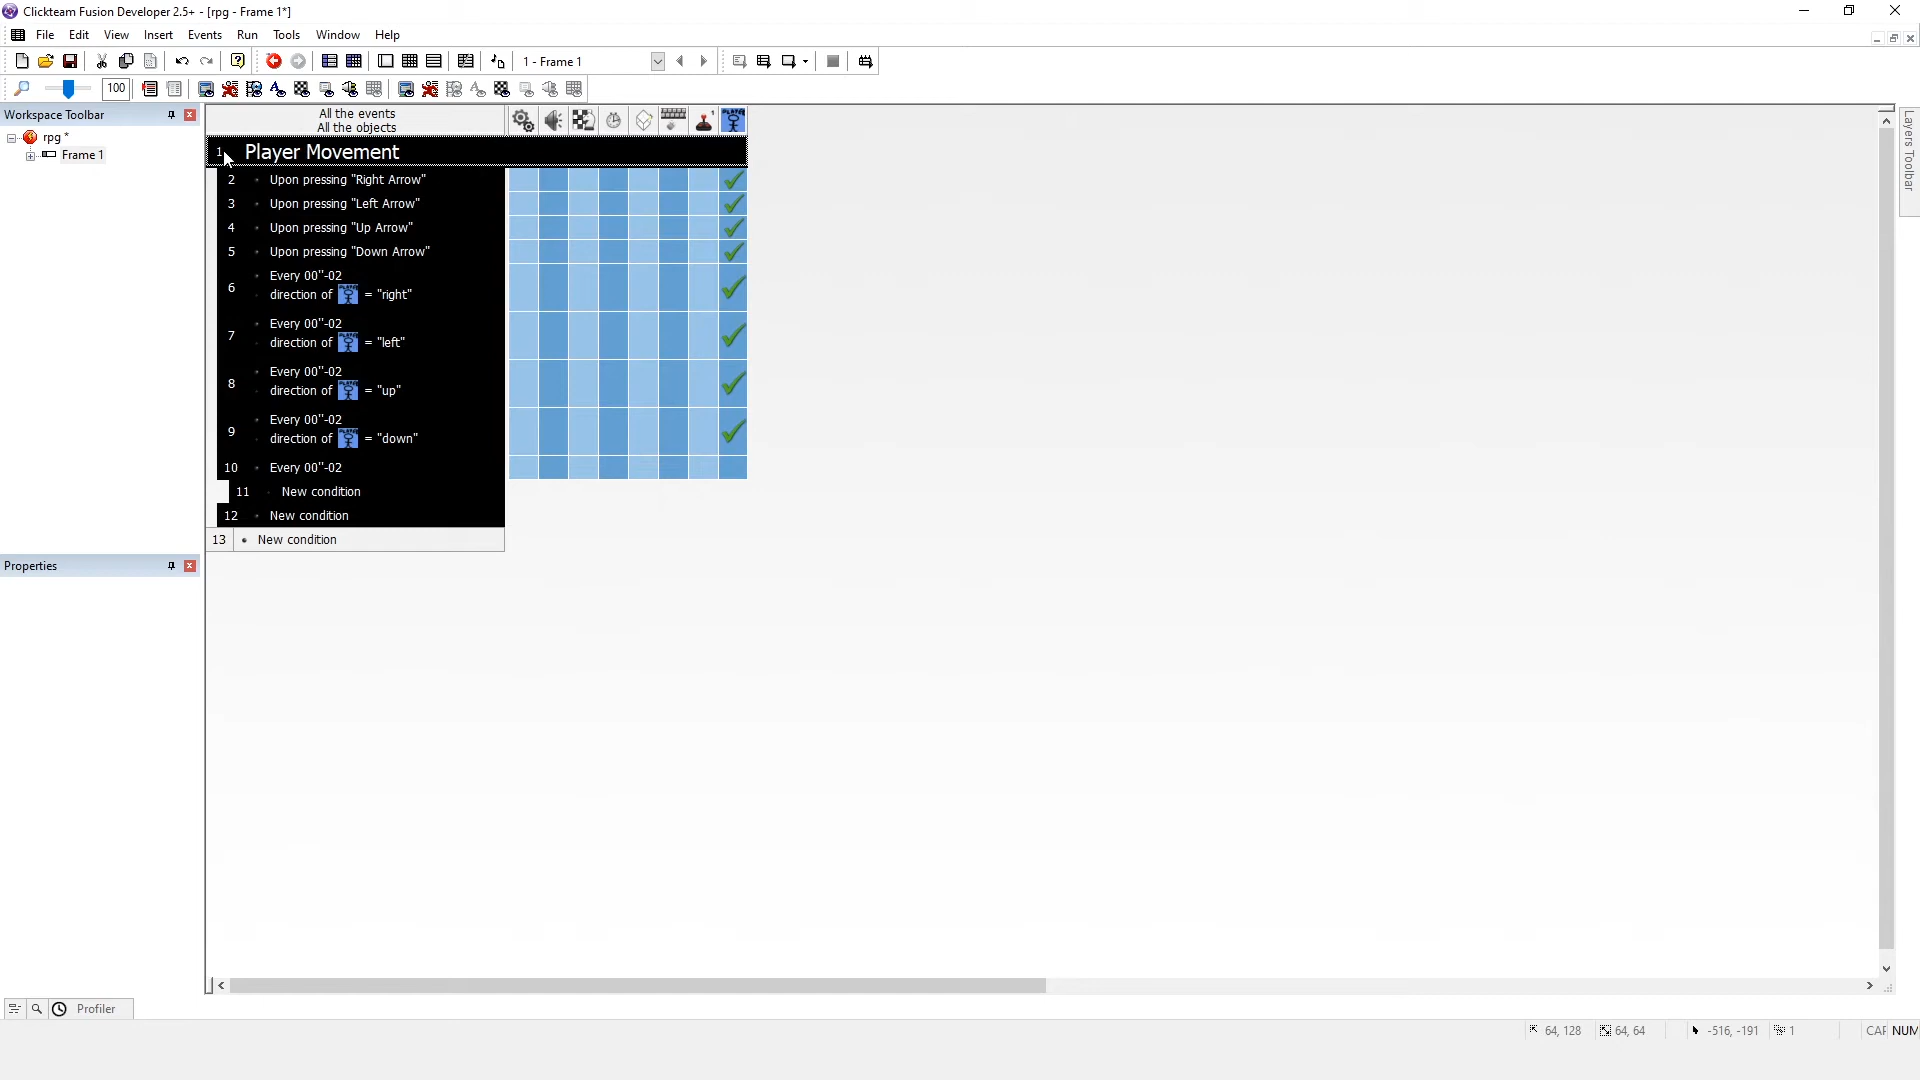 Clickteam Fusion Developer 2.5+ - [rpg - Frame 1*]
File Edit View Insert Events Run Tools Window Help
1 - Frame 1
100
Workspace Toolbar
rpg *
Frame 1
Properties
All the events
All the objects
1 Player Movement
2 Upon pressing "Right Arrow"
3 Upon pressing "Left Arrow"
4 Upon pressing "Up Arrow"
5 Upon pressing "Down Arrow"
6 Every 00"-02
direction of = "right"
7 Every 00"-02
direction of = "left"
8 Every 00"-02
direction of = "up"
9 Every 00"-02
direction of = "down"
10 Every 00"-02
11 New condition
12 New condition
13 New condition
Layers Toolbar
Profiler
64, 128 64, 64 -516, -191 1 CAP NUM